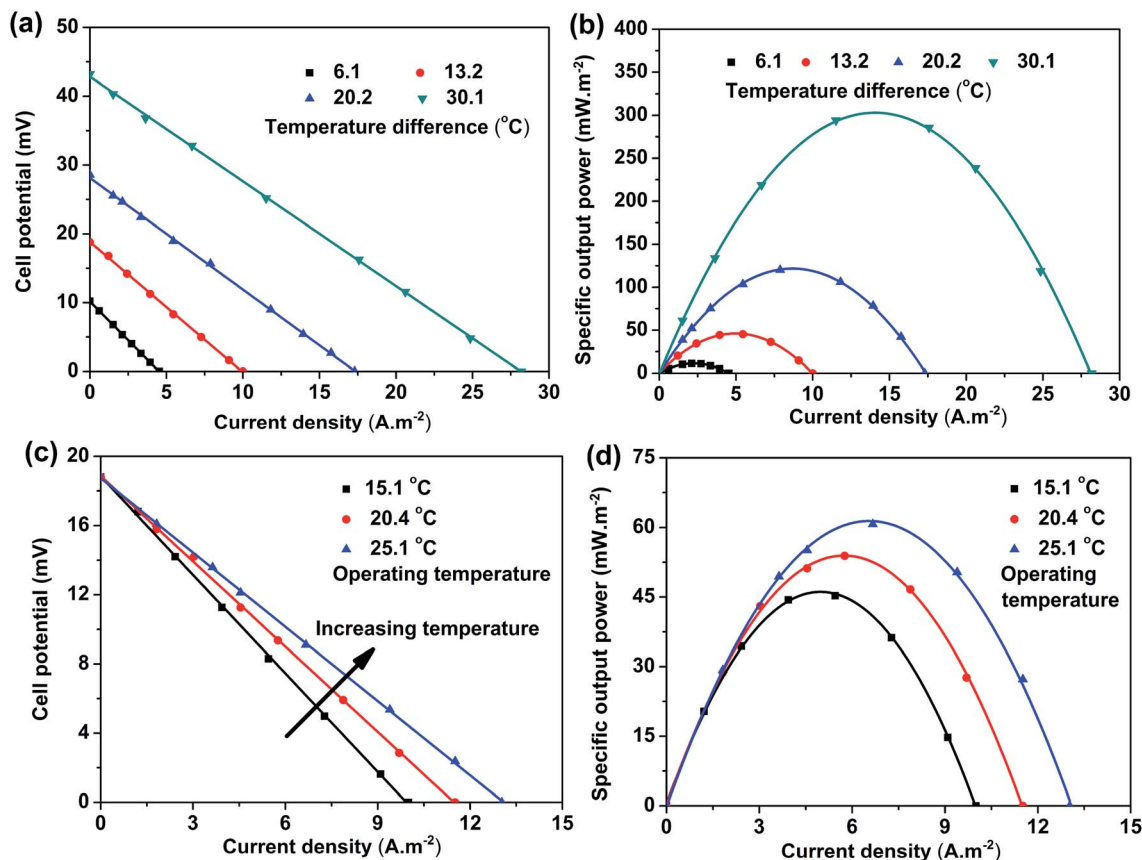 (a)
50
40
30
20
10
0
Cell potential (mV)
6.1 13.2
20.2 30.1
Temperature difference (°C)
0 5 10 15 20 25 30
Current density (A.m⁻²)
(b)
400
350
300
250
200
150
100
50
0
Specific output power (mW.m⁻²)
6.1 13.2 20.2 30.1
Temperature difference (°C)
0 5 10 15 20 25 30
Current density (A.m⁻²)
(c)
20
16
12
8
4
0
Cell potential (mV)
15.1 °C
20.4 °C
25.1 °C
Operating temperature
Increasing temperature
0 3 6 9 12 15
Current density (A.m⁻²)
(d)
75
60
45
30
15
0
Specific output power (mW.m⁻²)
15.1 °C
20.4 °C
25.1 °C
Operating
temperature
0 3 6 9 12 15
Current density (A.m⁻²)